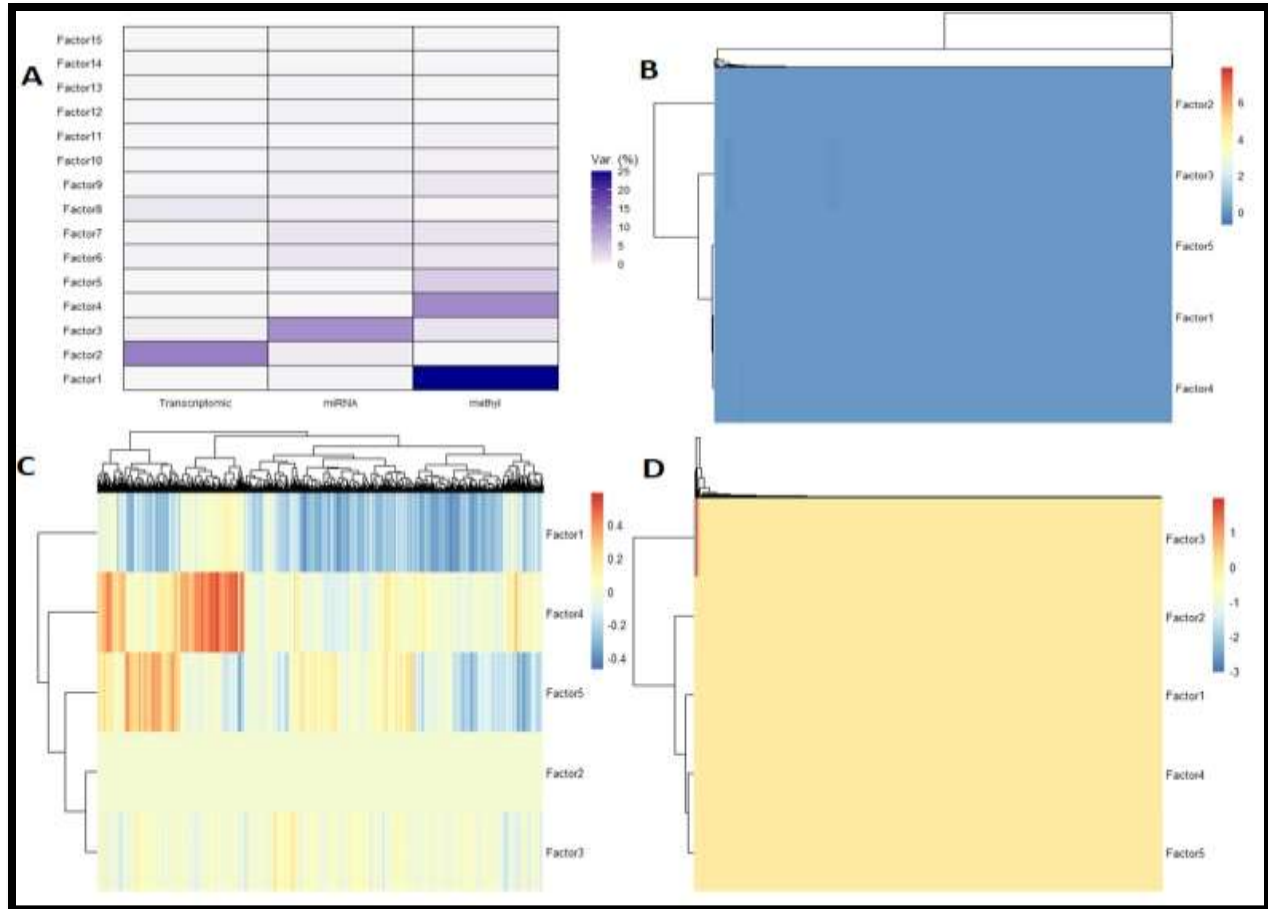 A
Factor15
Factor14
Factor13
Factor12
Factor11
Factor10
Factor9
Factor8
Factor7
Factor6
Factor5
Factor4
Factor3
Factor2
Factor1
Transcriptomic miRNA methyl
Var. (%)
25
20
15
10
5
0
B
Factor2
Factor3
Factor5
Factor1
Factor4
6
4
2
0
C
Factor1
Factor4
Factor5
Factor2
Factor3
0.4
0.2
0
-0.2
-0.4
D
Factor3
Factor2
Factor1
Factor4
Factor5
1
0
-1
-2
-3